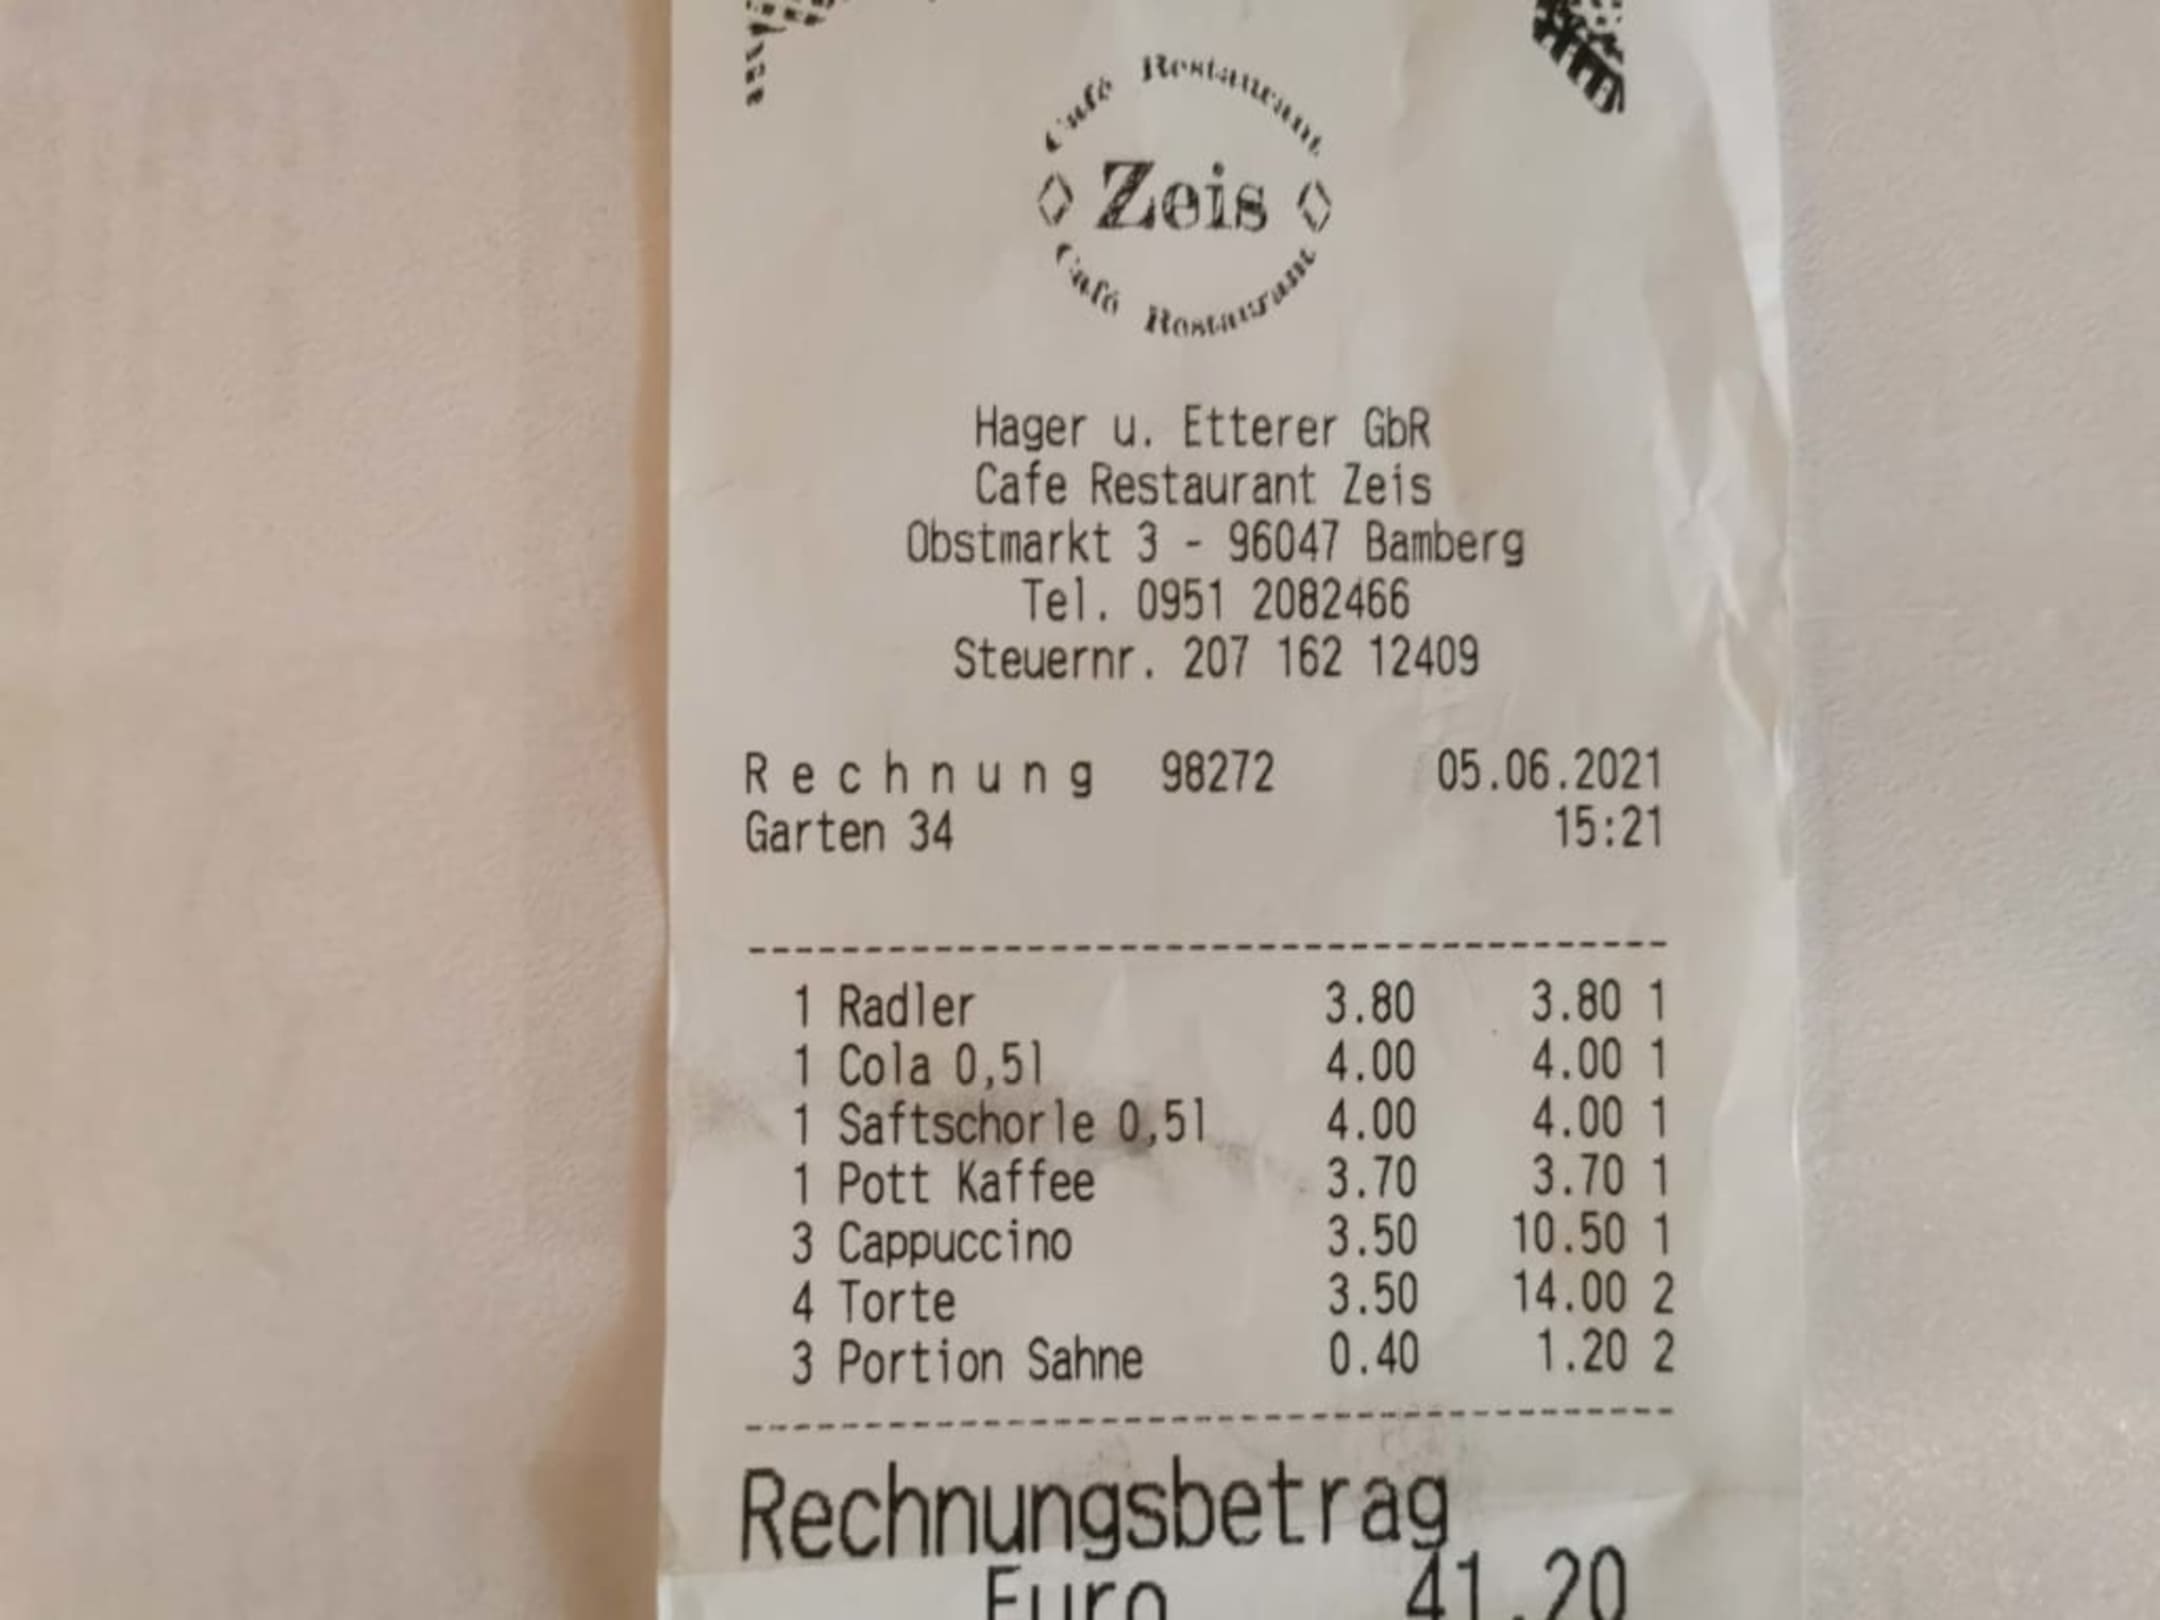 Café Restaurant
Zeis
Café Restaurant
Hager u. Etterer GbR
Cafe Restaurant Zeis
Obstmarkt 3 - 96047 Bamberg
Tel. 0951 2082466
Steuernr. 207 162 12409
Rechnung 98272 05.06.2021
Garten 34 15:21
1 Radler 3.80 3.80 1
1 Cola 0,5l 4.00 4.00 1
1 Saftschorle 0,5l 4.00 4.00 1
1 Pott Kaffee 3.70 3.70 1
3 Cappuccino 3.50 10.50 1
4 Torte 3.50 14.00 2
3 Portion Sahne 0.40 1.20 2
Rechnungsbetrag
Euro 41.20